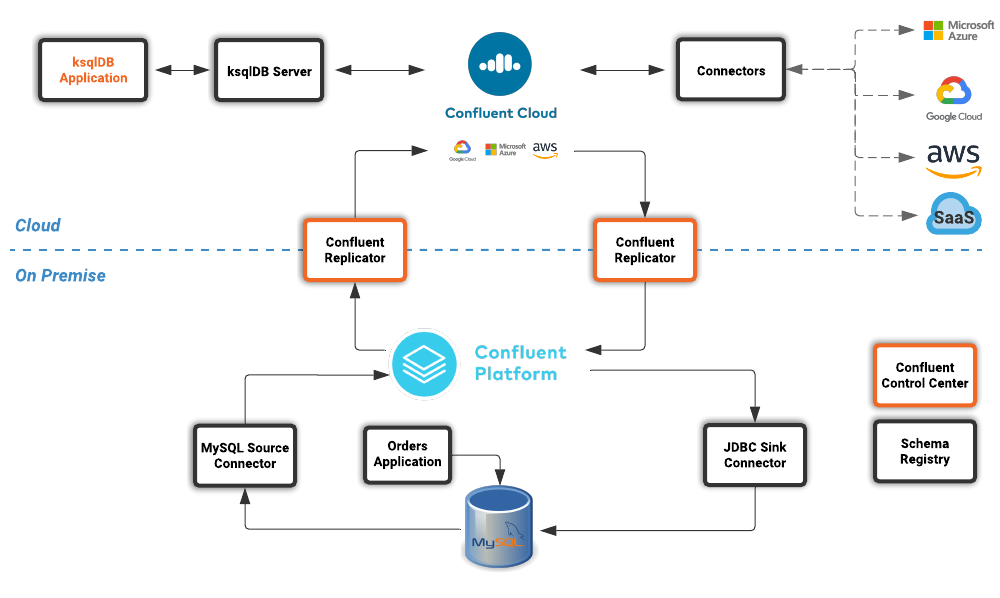 ksqlDB
Application
ksqlDB Server
Confluent Cloud
Connectors
Microsoft
Azure
Google Cloud
aws
SaaS
Google Cloud
Microsoft
Azure
aws
Cloud
On Premise
Confluent
Replicator
Confluent
Replicator
Confluent
Platform
Confluent
Control Center
Schema
Registry
MySQL Source
Connector
Orders
Application
JDBC Sink
Connector
MySQL